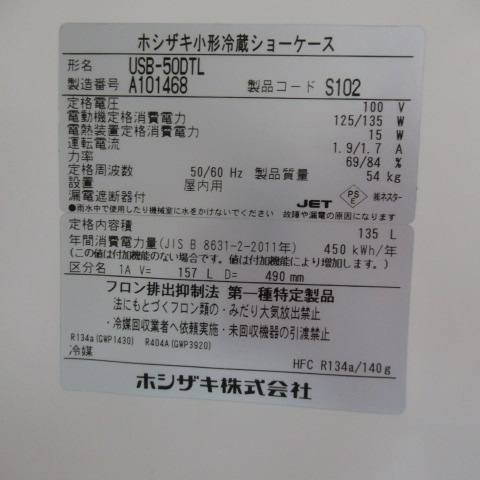 ホシザキ小形冷蔵ショーケース
形名 USB-50DTL
製造番号 A101468 製品コード S102
定格電圧 100 V
電動機定格消費電力 125/135 W
電熱装置定格消費電力 15 W
運転電流 1.9/1.7 A
力率 69/84 %
定格周波数 50/60 Hz 製品質量 54 kg
設置 屋内用
漏電遮断器付 JET PS E ㈱ネスター
●雨水中で使用したり機械室に水をかけないでください 故障や漏電の原因になります
定格内容積 135 L
年間消費電力量(JIS B 8631-2-2011年) 450 kWh/年
(この値は付加機能のない場合です。値は付加機能により増加します。)
区分名 1A V= 157 L D= 490 mm
フロン排出抑制法 第一種特定製品
法にもとづくフロン類の・みだり大気放出禁止
・冷媒回収業者へ依頼実施・未回収機器の引渡禁止
R134a(GWP1430) R404A(GWP3920)
冷媒 HFC R134a/140g
ホシザキ株式会社